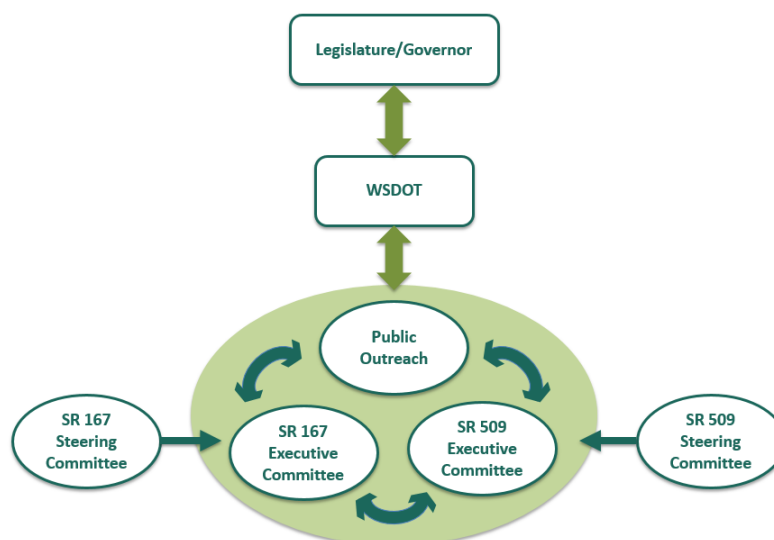 Legislature/Governor
WSDOT
Public
Outreach
SR 167
Steering
Committee
SR 167
Executive
Committee
SR 509
Executive
Committee
SR 509
Steering
Committee